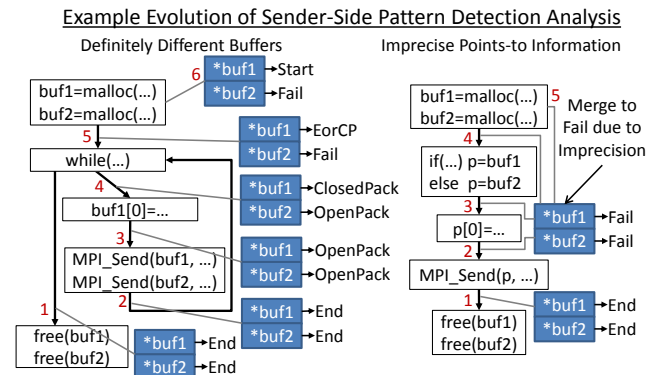 Example Evolution of Sender-Side Pattern Detection Analysis
Definitely Different Buffers
6
*buf1 Start
*buf2 Fail
buf1=malloc(…)
buf2=malloc(…)
5
*buf1 EorCP
*buf2 Fail
while(…)
4
*buf1 ClosedPack
*buf2 OpenPack
buf1[0]=…
3
*buf1 OpenPack
*buf2 OpenPack
MPI_Send(buf1, …)
MPI_Send(buf2, …)
2
*buf1 End
*buf2 End
1
free(buf1)
free(buf2)
*buf1 End
*buf2 End
Imprecise Points-to Information
buf1=malloc(…)
buf2=malloc(…)
5
Merge to
Fail due to
Imprecision
4
if(…) p=buf1
else p=buf2
3
*buf1 Fail
*buf2 Fail
p[0]=…
2
MPI_Send(p, …)
1
*buf1 End
*buf2 End
free(buf1)
free(buf2)